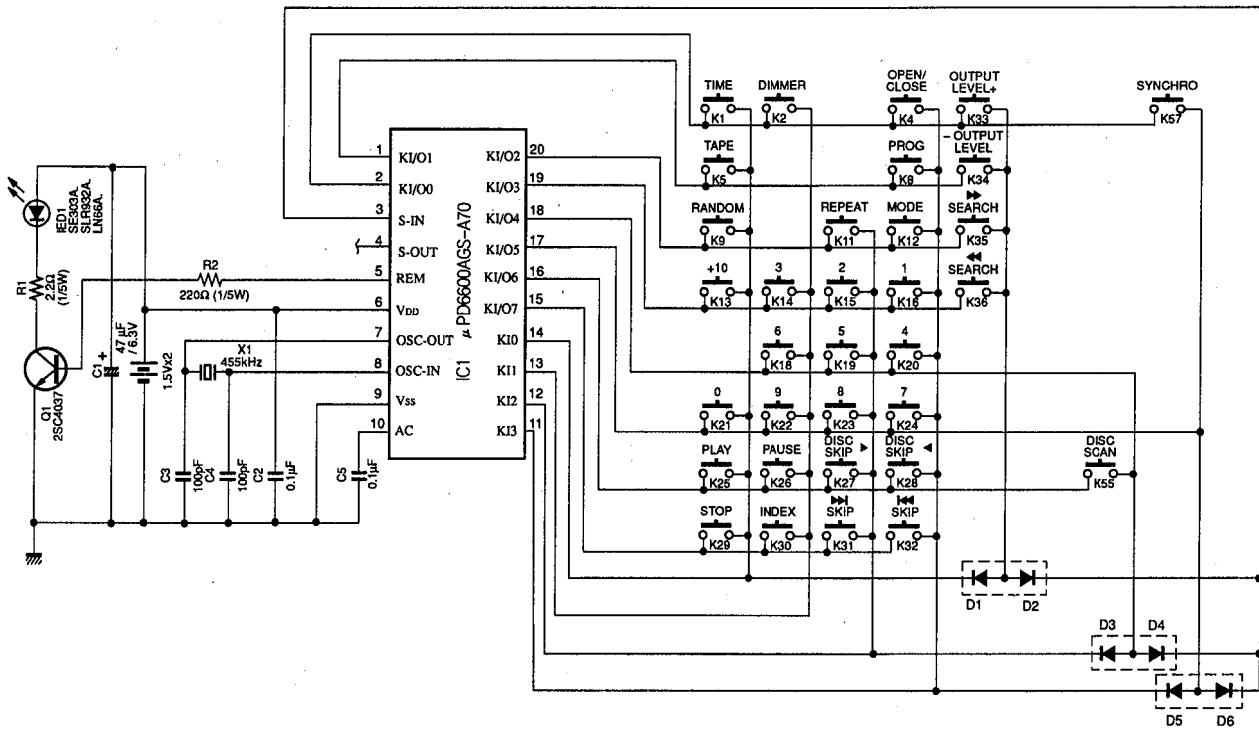 TIME
DIMMER
OPEN/
CLOSE
OUTPUT
LEVEL+
SYNCHRO
K1
K2
K4
K33
K57
TAPE
PROG
– OUTPUT
LEVEL
K5
K8
K34
RANDOM
REPEAT
MODE
SEARCH
K9
K11
K12
K35
+10
3
2
1
SEARCH
K13
K14
K15
K16
K36
6
5
4
K18
K19
K20
0
9
8
7
K21
K22
K23
K24
PLAY
PAUSE
DISC
SKIP ►
DISC
SKIP ◄
DISC
SCAN
K25
K26
K27
K28
K55
STOP
INDEX
SKIP
SKIP
K29
K30
K31
K32
1
KI/O1
2
KI/O0
3
S-IN
4
S-OUT
5
REM
6
VDD
7
OSC-OUT
8
OSC-IN
9
Vss
10
AC
KI/O2
20
KI/O3
19
KI/O4
18
KI/O5
17
KI/O6
16
KI/O7
15
KI0
14
KI1
13
KI2
12
KI3
11
μPD6600AGS–A70
IC1
IED1
SE303A.
SLR932A.
LN66A.
R1
2.2Ω
(1/5W)
R2
220Ω (1/5W)
Q1
2SC4037
C1 +
47 μF
/ 6.3V
1.5Vx2
X1
455kHz
C3
100pF
C4
100pF
C2
0.1μF
C5
0.1μF
D1
D2
D3
D4
D5
D6